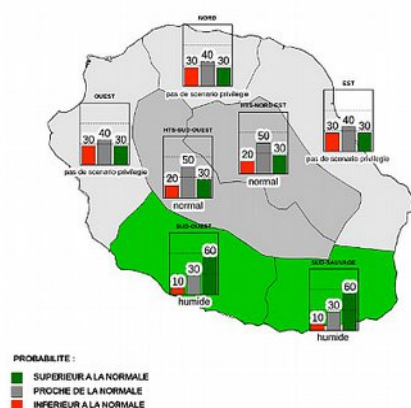 NORD
30 40 30
pas de scenario privilegie
OUEST
30 40 30
pas de scenario privilegie
HTS-NORD-EST
20 50 30
normal
EST
30 40 30
pas de scenario privilegie
HTS-SUD-OUEST
20 50 30
normal
SUD-OUEST
10 30 60
humide
SUD-SAUVAGE
10 30 60
humide
PROBABILITE :
SUPERIEUR A LA NORMALE
PROCHE DE LA NORMALE
INFERIEUR A LA NORMALE